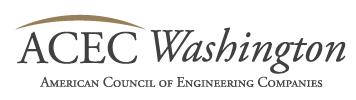 ACEC Washington
American Council of Engineering Companies